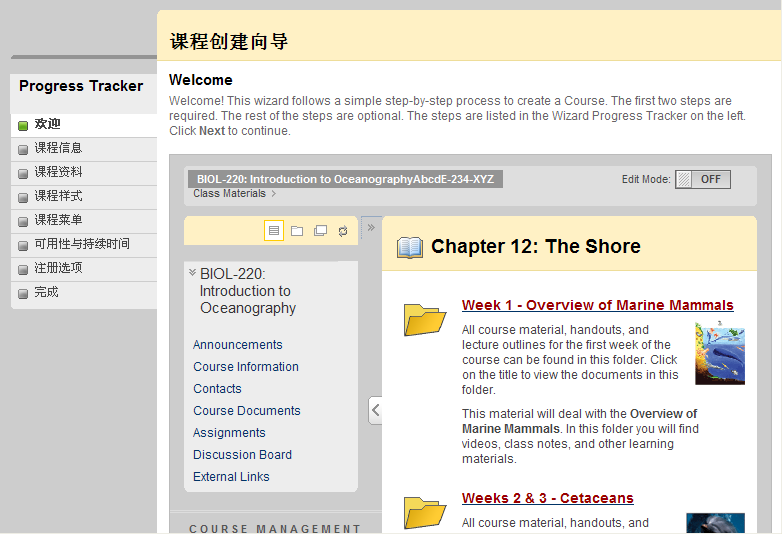 课程创建向导
Progress Tracker
欢迎
课程信息
课程资料
课程样式
课程菜单
可用性与持续时间
注册选项
完成
Welcome
Welcome! This wizard follows a simple step-by-step process to create a Course. The first two steps are
required. The rest of the steps are optional. The steps are listed in the Wizard Progress Tracker on the left.
Click Next to continue.
BIOL-220: Introduction to OceanographyAbcdE-234-XYZ
Class Materials >
Edit Mode: OFF
BIOL-220:
Introduction to
Oceanography
Announcements
Course Information
Contacts
Course Documents
Assignments
Discussion Board
External Links
COURSE MANAGEMENT
Chapter 12: The Shore
Week 1 - Overview of Marine Mammals
All course material, handouts, and
lecture outlines for the first week of the
course can be found in this folder. Click
on the title to view the documents in this
folder.
This material will deal with the Overview of
Marine Mammals. In this folder you will find
videos, class notes, and other learning
materials.
Weeks 2 & 3 - Cetaceans
All course material, handouts, and